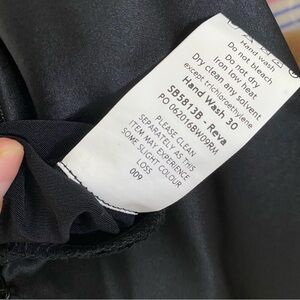 Hand wash
Do not bleach
Do not dry
Iron low heat
Dry clean any solvent
except trichloroethylene
Hand Wash 30
SB5813B - Reva
PO 062016BW09RM
PLEASE CLEAN
SEPARATELY AS THIS
ITEM MAY EXPERIENCE
SOME SLIGHT COLOUR
LOSS
009